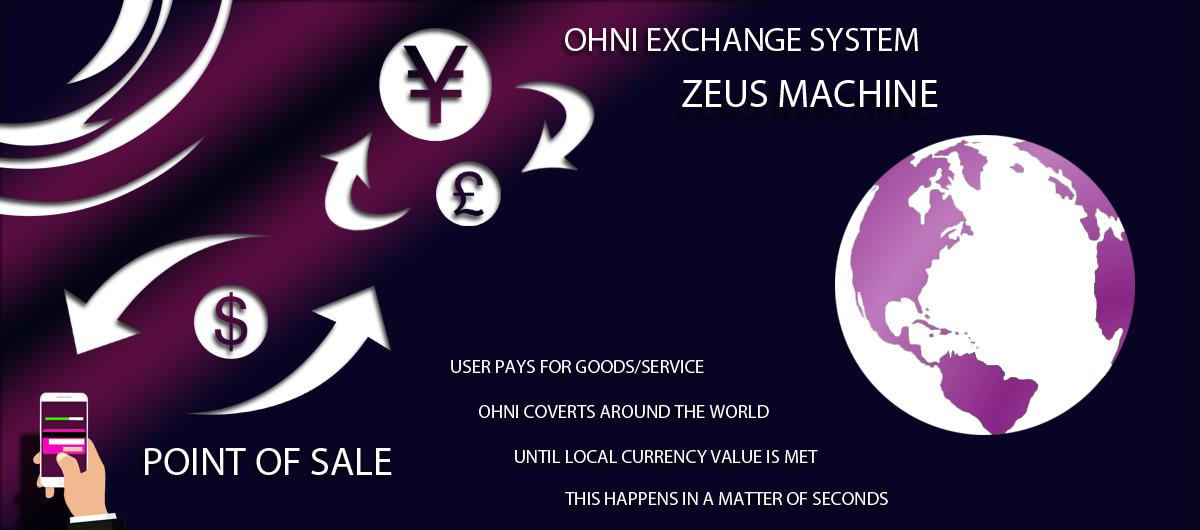 OHNI EXCHANGE SYSTEM
ZEUS MACHINE
¥
£
$
USER PAYS FOR GOODS/SERVICE
OHNI COVERTS AROUND THE WORLD
UNTIL LOCAL CURRENCY VALUE IS MET
THIS HAPPENS IN A MATTER OF SECONDS
POINT OF SALE